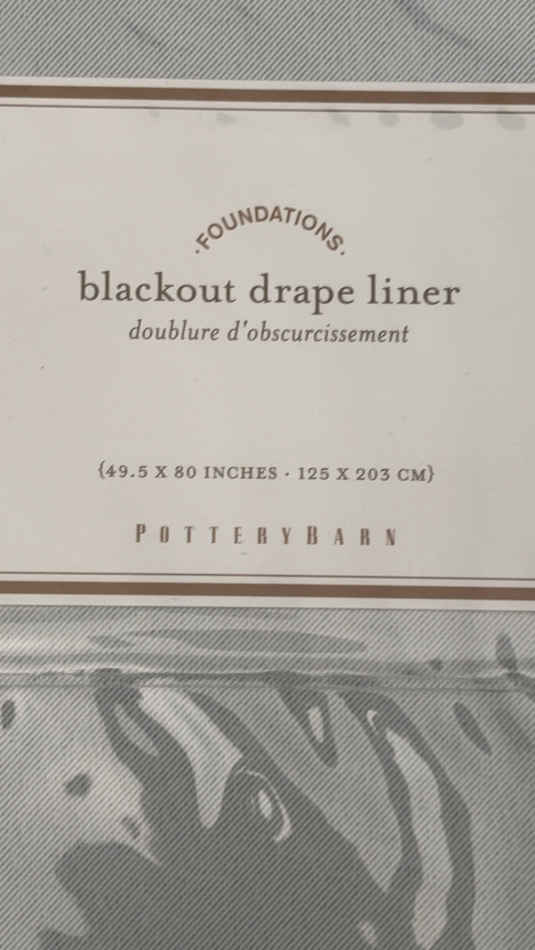 ·FOUNDATIONS·
blackout drape liner
doublure d'obscurcissement
{49.5 X 80 INCHES · 125 X 203 CM}
POTTERYBARN